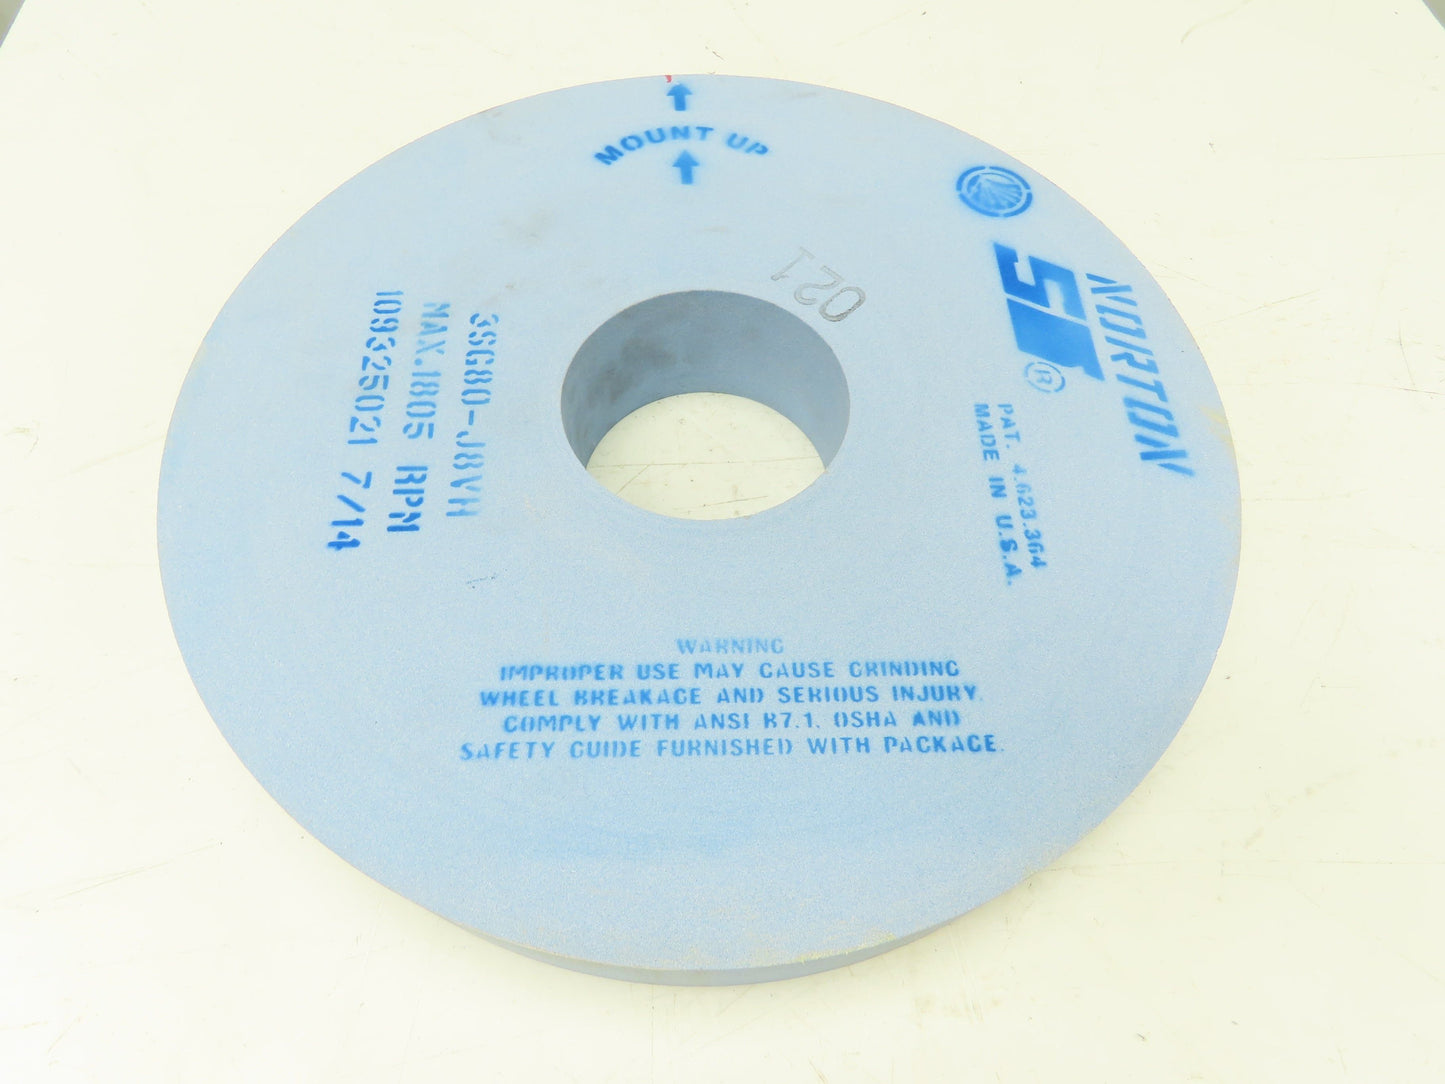 MOUNT UP
NORTON
SG ®
PAT. 4,623,364
MADE IN U.S.A.
021
3SG80-J8VH
MAX.1805 RPM
109325021 7/14
WARNING
IMPROPER USE MAY CAUSE GRINDING
WHEEL BREAKAGE AND SERIOUS INJURY.
COMPLY WITH ANSI B7.1, OSHA AND
SAFETY GUIDE FURNISHED WITH PACKAGE.